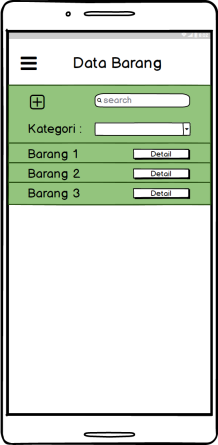 Data Barang
search
Kategori :
Barang 1 Detail
Barang 2 Detail
Barang 3 Detail